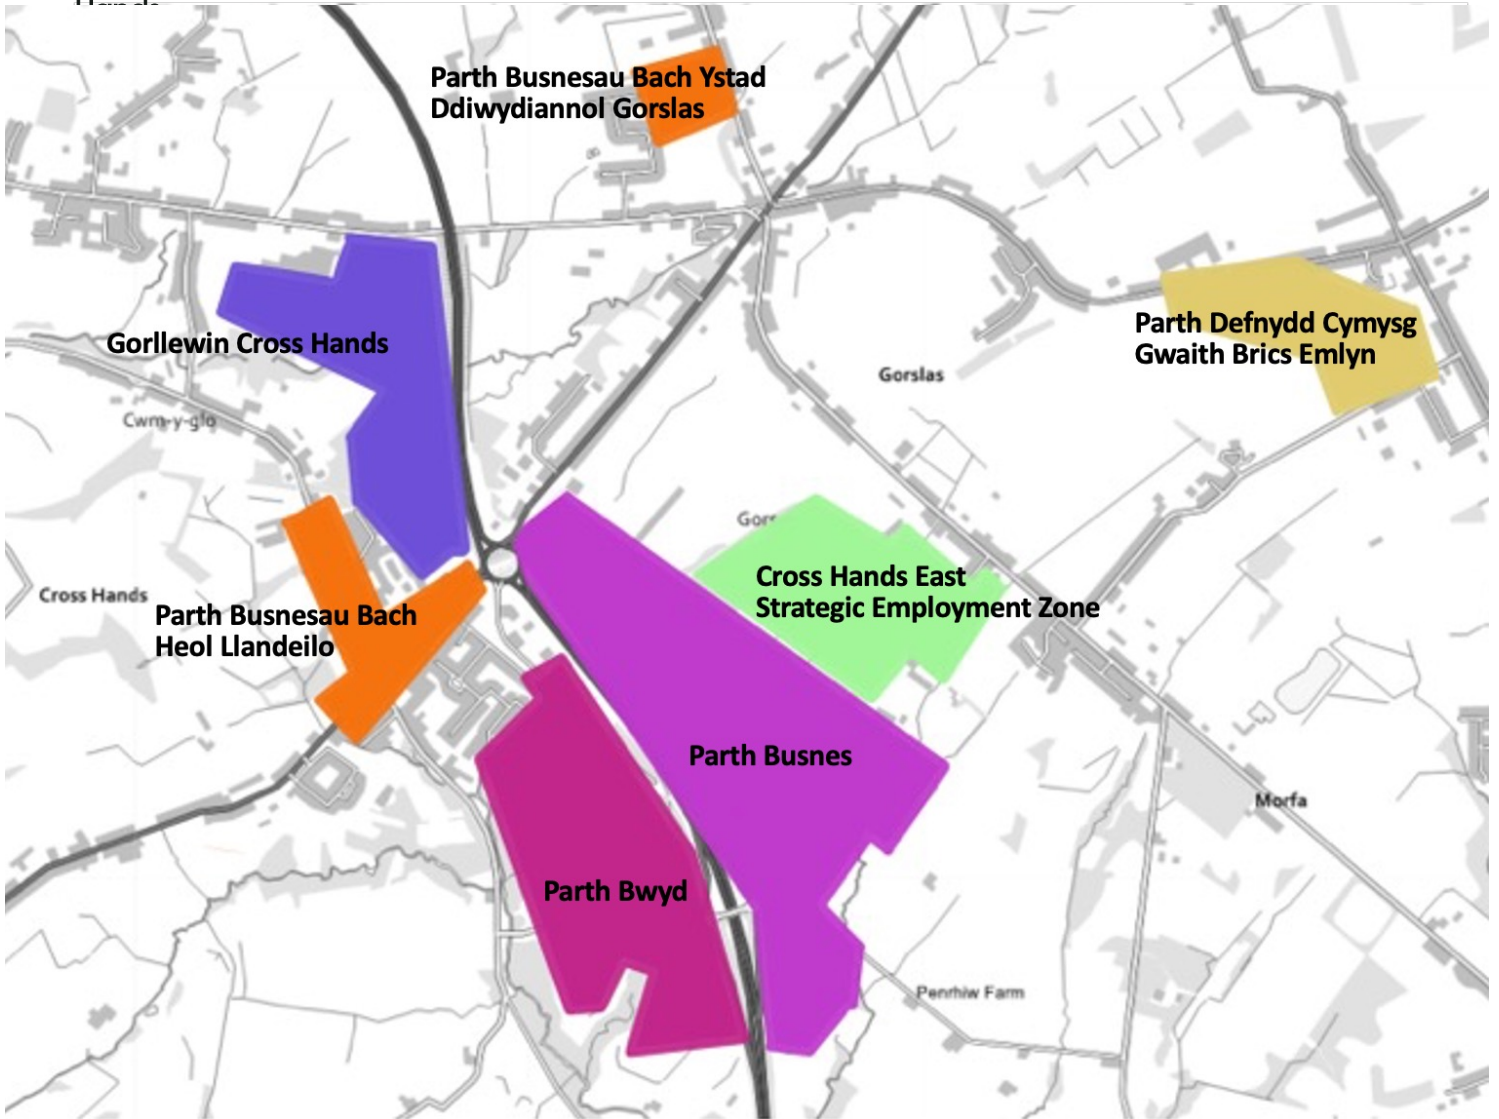 Parth Busnesau Bach Ystad
Ddiwydiannol Gorslas
Gorllewin Cross Hands
Parth Defnydd Cymysg
Gwaith Brics Emlyn
Gorslas
Cwm-y-glo
Cross Hands East
Strategic Employment Zone
Cross Hands
Parth Busnesau Bach
Heol Llandeilo
Parth Busnes
Morfa
Parth Bwyd
Penrhiw Farm